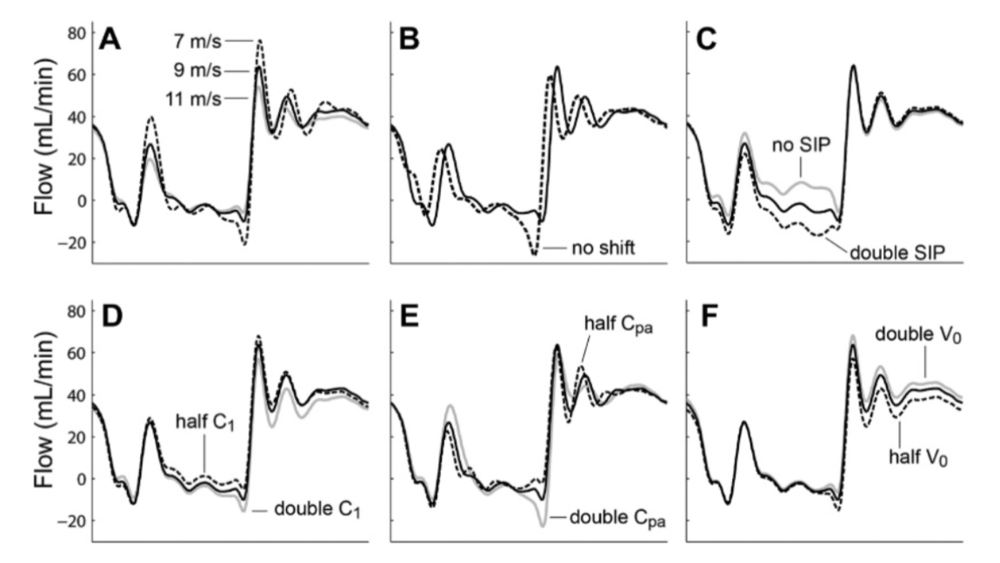 A
B
C
7 m/s
9 m/s
11 m/s
no shift
no SIP
double SIP
Flow (mL/min)
80
60
40
20
0
−20
D
E
F
half C1
double C1
half Cpa
double Cpa
double V0
half V0
Flow (mL/min)
80
60
40
20
0
−20